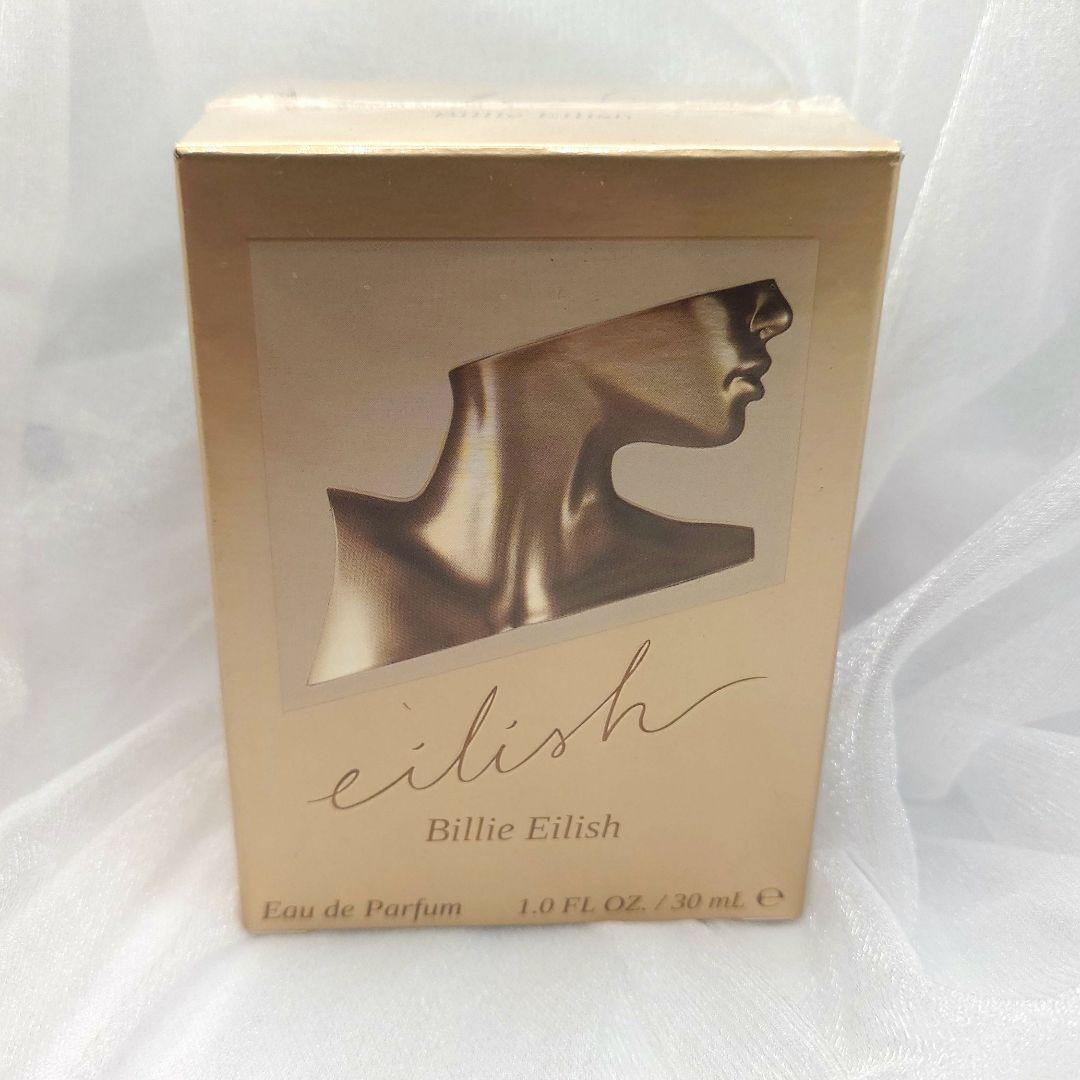 eilish
Billie Eilish
Eau de Parfum 1.0 FL OZ. / 30 mL ℮